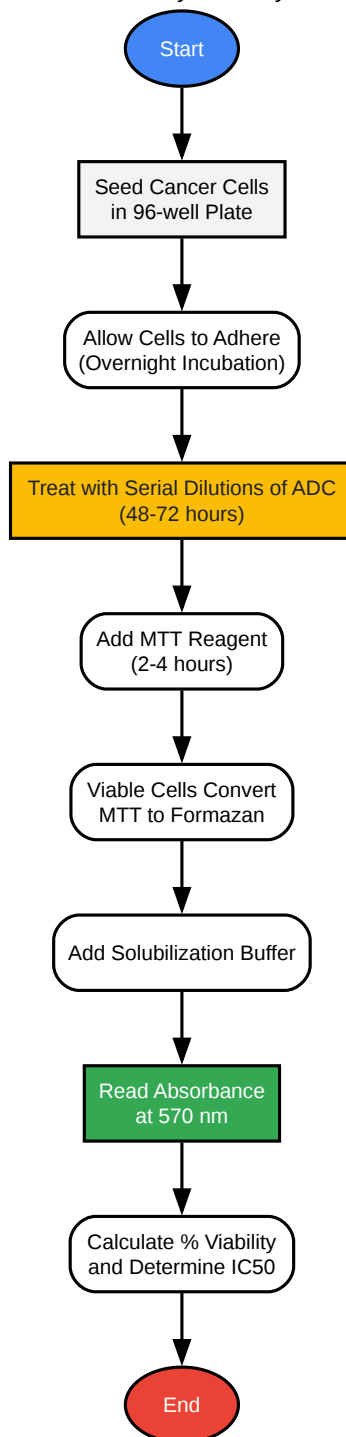 Start
Seed Cancer Cells
in 96-well Plate
Allow Cells to Adhere
(Overnight Incubation)
Treat with Serial Dilutions of ADC
(48-72 hours)
Add MTT Reagent
(2-4 hours)
Viable Cells Convert
MTT to Formazan
Add Solubilization Buffer
Read Absorbance
at 570 nm
Calculate % Viability
and Determine IC50
End